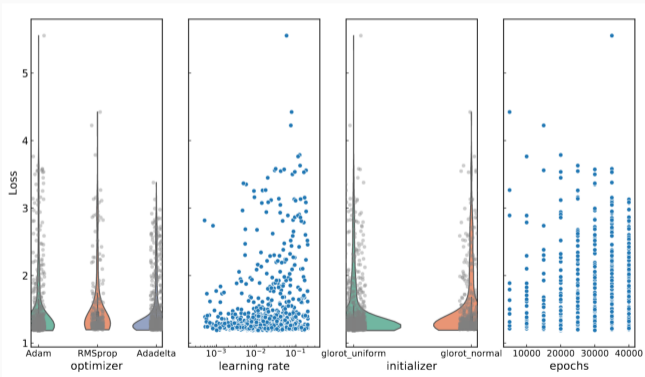 Loss
5
4
3
2
1
Adam RMSprop Adadelta
optimizer
10⁻³ 10⁻² 10⁻¹
learning rate
glorot_uniform glorot_normal
initializer
10000 20000 30000 40000
epochs